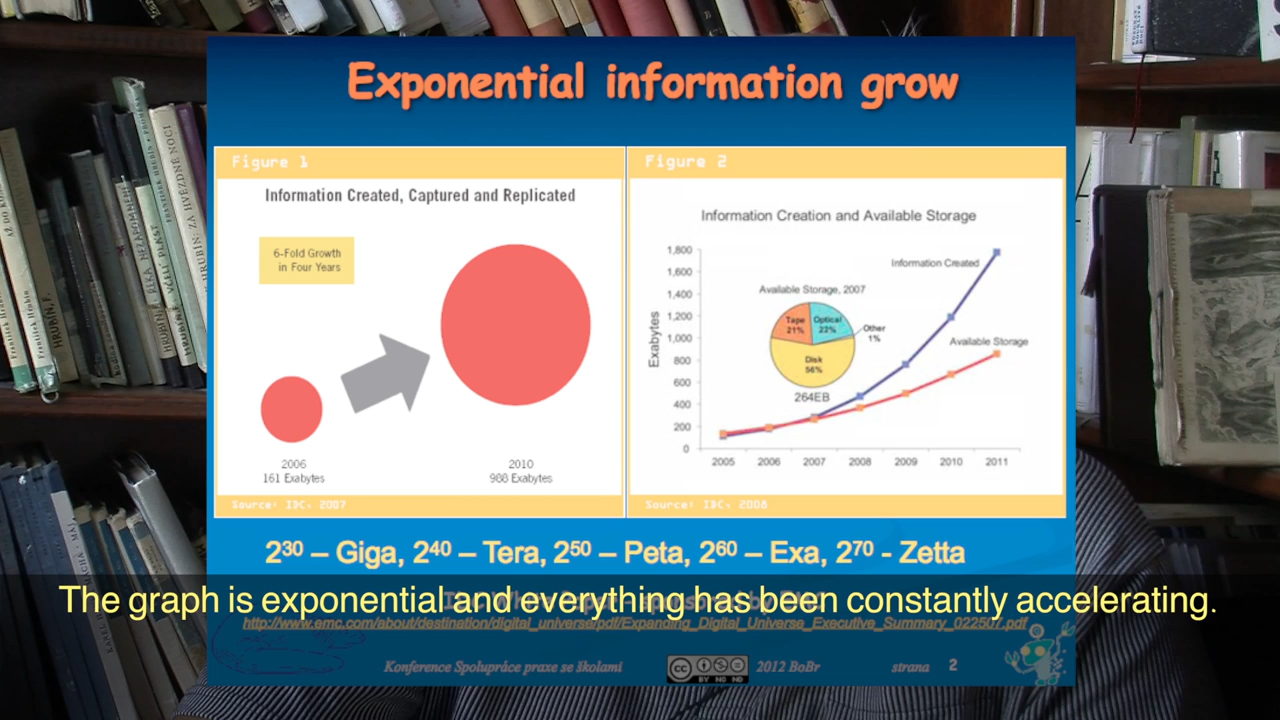 Exponential information grow
Figure 1
Information Created, Captured and Replicated
6-Fold Growth
in Four Years
2006
161 Exabytes
2010
988 Exabytes
Source: IDC, 2007
Figure 2
Information Creation and Available Storage
1,800
1,600
1,400
1,200
1,000
800
600
400
200
0
Exabytes
Information Created
Available Storage
Available Storage, 2007
Tape
21%
Optical
22%
Other
1%
Disk
56%
264EB
2005 2006 2007 2008 2009 2010 2011
Source: IDC, 2008
2³⁰ – Giga, 2⁴⁰ – Tera, 2⁵⁰ – Peta, 2⁶⁰ – Exa, 2⁷⁰ - Zetta
The graph is exponential and everything has been constantly accelerating.
http://www.emc.com/about/destination/digital_universe/pdf/Expanding_Digital_Universe_Executive_Summary_022507.pdf
Konference Spolupráce praxe se školami
cc
BY NC ND
2012 BoBr
strana 2